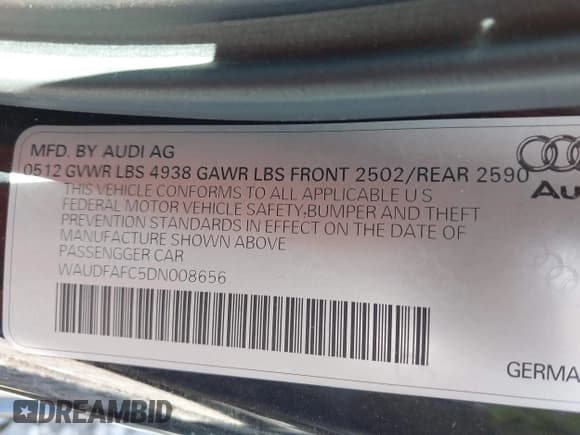 MFD. BY AUDI AG
0512 GVWR LBS 4938 GAWR LBS FRONT 2502/REAR 2590
THIS VEHICLE CONFORMS TO ALL APPLICABLE U S
FEDERAL MOTOR VEHICLE SAFETY,BUMPER AND THEFT
PREVENTION STANDARDS IN EFFECT ON THE DATE OF
MANUFACTURE SHOWN ABOVE
PASSENGGER CAR
WAUDFAFC5DN008656
Au
GERMA
DREAMBID